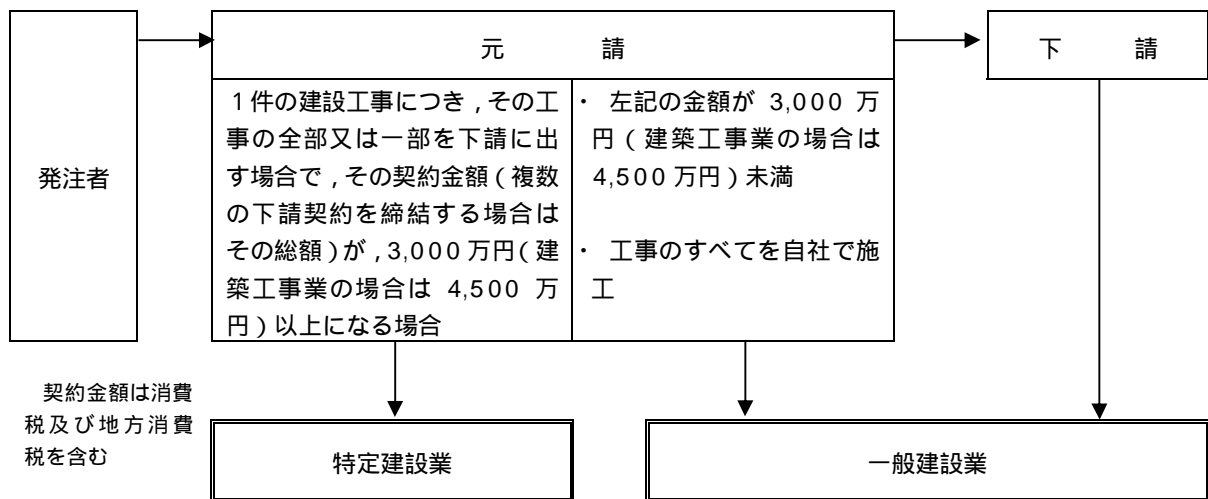 発注者
元　　　　請
下　　　請
１件の建設工事につき，その工
事の全部又は一部を下請に出
す場合で，その契約金額（複数
の下請契約を締結する場合は
その総額）が，3,000万円（建
築工事業の場合は 4,500 万
円）以上になる場合
・ 左記の金額が 3,000 万
円（建築工事業の場合は
4,500万円）未満
・ 工事のすべてを自社で施
工
契約金額は消費
税及び地方消費
税を含む
特定建設業
一般建設業